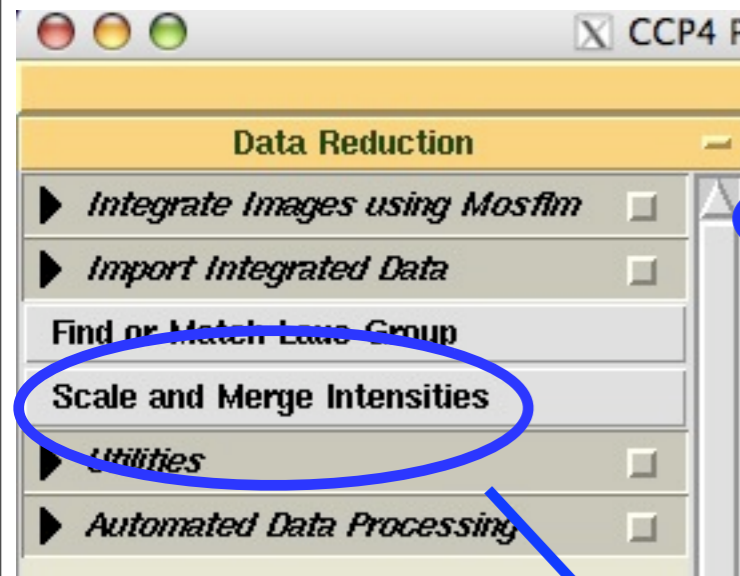 X CCP4
Data Reduction
Integrate Images using Mosflm
Import Integrated Data
Find or Match Laue Group
Scale and Merge Intensities
Utilities
Automated Data Processing